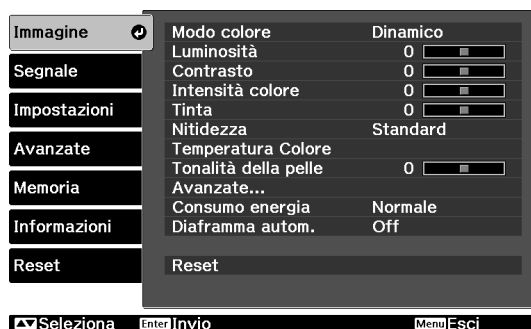 Immagine
Segnale
Impostazioni
Avanzate
Memoria
Informazioni
Reset
Modo colore Dinamico
Luminosità 0
Contrasto 0
Intensità colore 0
Tinta 0
Nitidezza Standard
Temperatura Colore
Tonalità della pelle 0
Avanzate...
Consumo energia Normale
Diaframma autom. Off
Reset
Seleziona Enter Invio Menu Esci